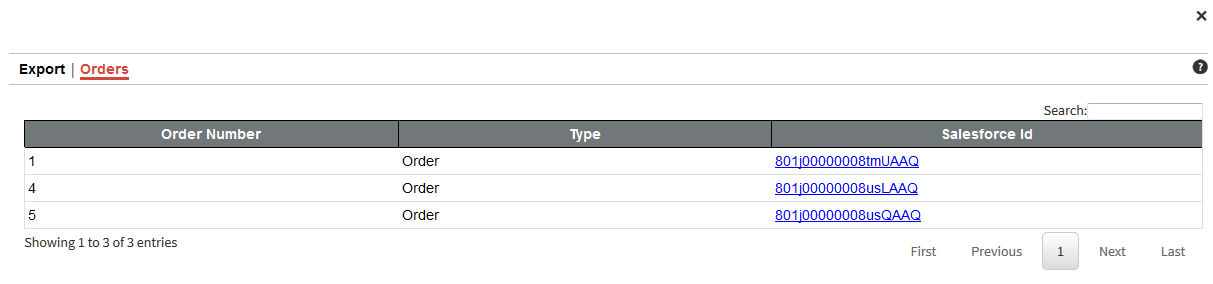 ×
Export | Orders
?
Search:
Order Number Type Salesforce Id
1 Order 801j00000008tmUAAQ
4 Order 801j00000008usLAAQ
5 Order 801j00000008usQAAQ
Showing 1 to 3 of 3 entries
First Previous 1 Next Last